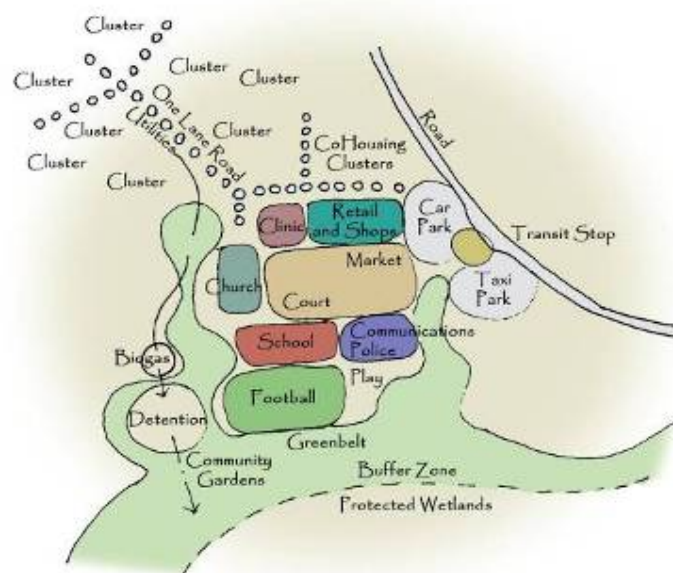 Cluster
Cluster
Cluster
Cluster
One Lane Road
Utilities
Cluster
Cluster
Cluster
Cluster
CoHousing
Clusters
Road
Clinic
Retail
and Shops
Car
Park
Transit Stop
Church
Market
Court
Taxi
Park
School
Communications
Police
Biogas
Play
Football
Detention
Greenbelt
Community
Gardens
Buffer Zone
Protected Wetlands